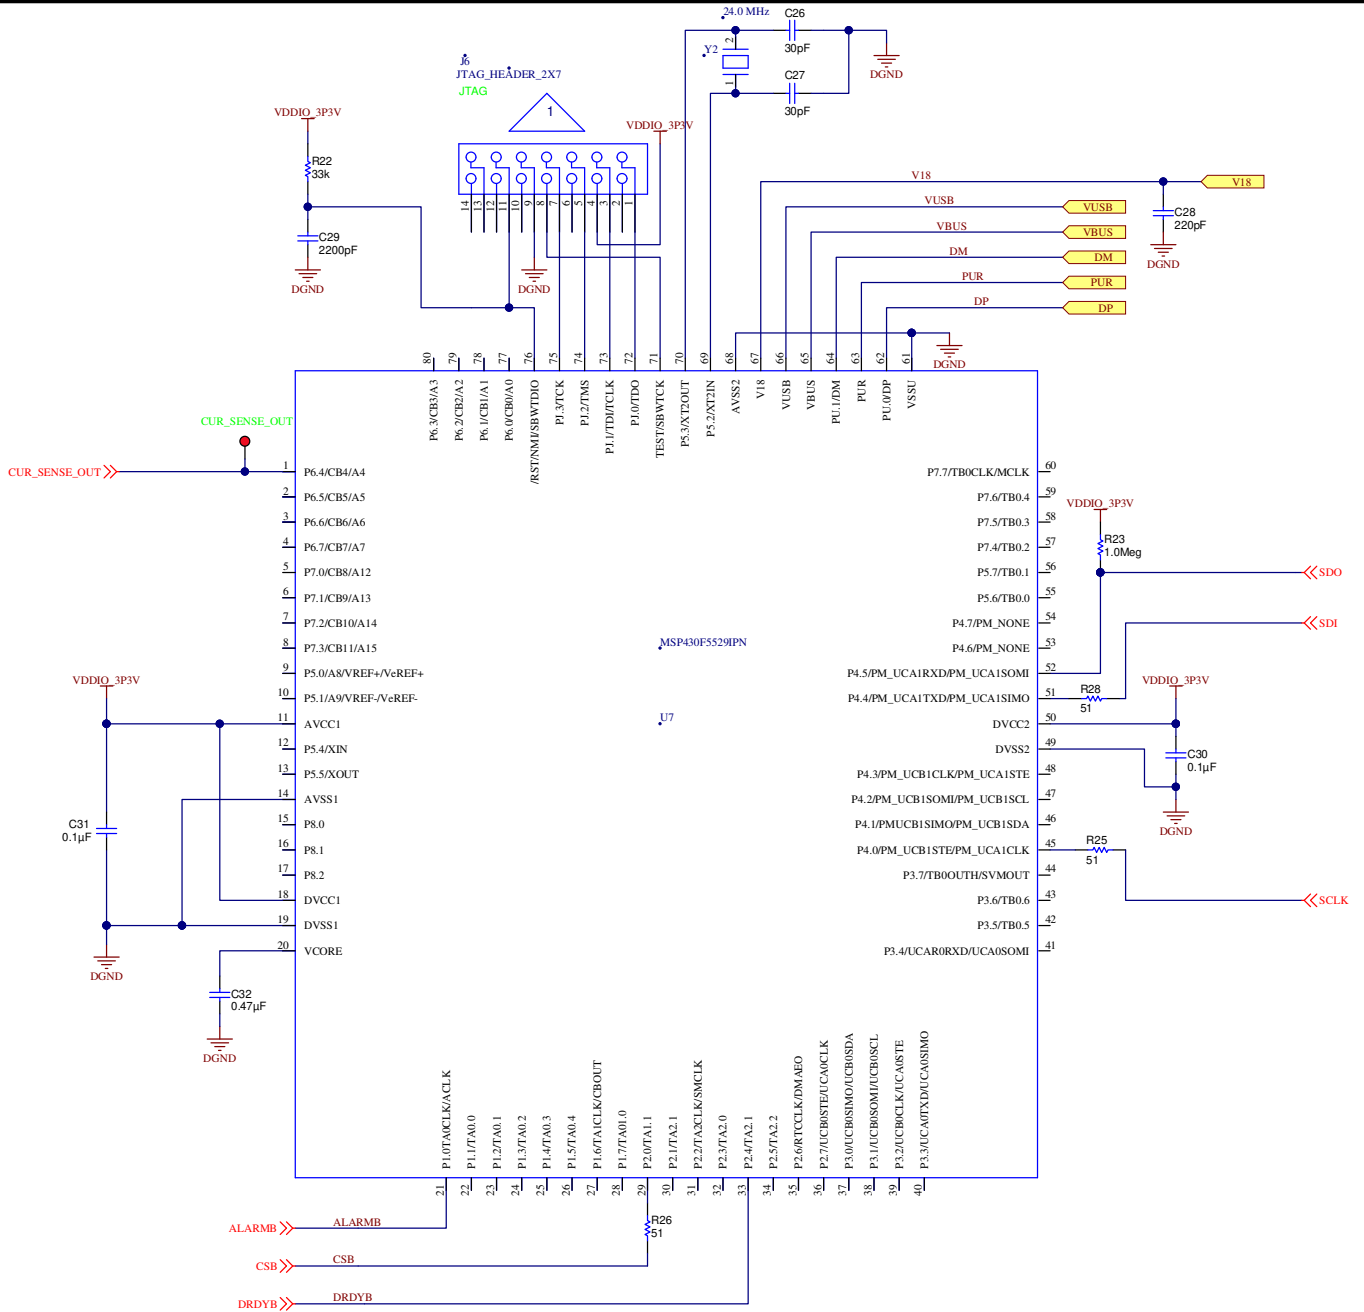 24.0 MHz
C26
30pF
Y2
2
1
C27
30pF
DGND
J6
JTAG_HEADER_2X7
JTAG
1
VDDIO_3P3V
VDDIO_3P3V
R22
33k
C29
2200pF
DGND
14
13
12
11
10
9
8
7
6
5
4
3
2
1
DGND
V18
V18
VUSB
VUSB
VBUS
VBUS
DM
DM
PUR
PUR
DP
DP
C28
220pF
DGND
DGND
80
79
78
77
76
75
74
73
72
71
70
69
68
67
66
65
64
63
62
61
P6.3/CB3/A3
P6.2/CB2/A2
P6.1/CB1/A1
P6.0/CB0/A0
/RST/NMI/SBWTDIO
PJ.3/TCK
PJ.2/TMS
PJ.1/TDI/TCLK
PJ.0/TDO
TEST/SBWTCK
P5.3/XT2OUT
P5.2/XT2IN
AVSS2
V18
VUSB
VBUS
PU.1/DM
PUR
PU.0/DP
VSSU
CUR_SENSE_OUT
CUR_SENSE_OUT
1 P6.4/CB4/A4
2 P6.5/CB5/A5
3 P6.6/CB6/A6
4 P6.7/CB7/A7
5 P7.0/CB8/A12
6 P7.1/CB9/A13
7 P7.2/CB10/A14
8 P7.3/CB11/A15
9 P5.0/A8/VREF+/VeREF+
10 P5.1/A9/VREF-/VeREF-
11 AVCC1
12 P5.4/XIN
13 P5.5/XOUT
14 AVSS1
15 P8.0
16 P8.1
17 P8.2
18 DVCC1
19 DVSS1
20 VCORE
VDDIO_3P3V
C31
0.1µF
DGND
C32
0.47µF
DGND
MSP430F5529IPN
U7
P7.7/TB0CLK/MCLK 60
P7.6/TB0.4 59
P7.5/TB0.3 58
P7.4/TB0.2 57
P5.7/TB0.1 56
P5.6/TB0.0 55
P4.7/PM_NONE 54
P4.6/PM_NONE 53
P4.5/PM_UCA1RXD/PM_UCA1SOMI 52
P4.4/PM_UCA1TXD/PM_UCA1SIMO 51
DVCC2 50
DVSS2 49
P4.3/PM_UCB1CLK/PM_UCA1STE 48
P4.2/PM_UCB1SOMI/PM_UCB1SCL 47
P4.1/PMUCB1SIMO/PM_UCB1SDA 46
P4.0/PM_UCB1STE/PM_UCA1CLK 45
P3.7/TB0OUTH/SVMOUT 44
P3.6/TB0.6 43
P3.5/TB0.5 42
P3.4/UCAR0RXD/UCA0SOMI 41
VDDIO_3P3V
R23
1.0Meg
SDO
SDI
R28
51
VDDIO_3P3V
C30
0.1µF
DGND
R25
51
SCLK
P1.0TA0CLK/ACLK
P1.1/TA0.0
P1.2/TA0.1
P1.3/TA0.2
P1.4/TA0.3
P1.5/TA0.4
P1.6/TA1CLK/CBOUT
P1.7/TA01.0
P2.0/TA1.1
P2.1/TA2.1
P2.2/TA2CLK/SMCLK
P2.3/TA2.0
P2.4/TA2.1
P2.5/TA2.2
P2.6/RTCCLK/DMAEO
P2.7/UCB0STE/UCA0CLK
P3.0/UCB0SIMO/UCB0SDA
P3.1/UCB0SOMI/UCB0SCL
P3.2/UCB0CLK/UCA0STE
P3.3/UCA0TXD/UCA0SIMO
21
22
23
24
25
26
27
28
29
30
31
32
33
34
35
36
37
38
39
40
R26
51
ALARMB
ALARMB
CSB
CSB
DRDYB
DRDYB